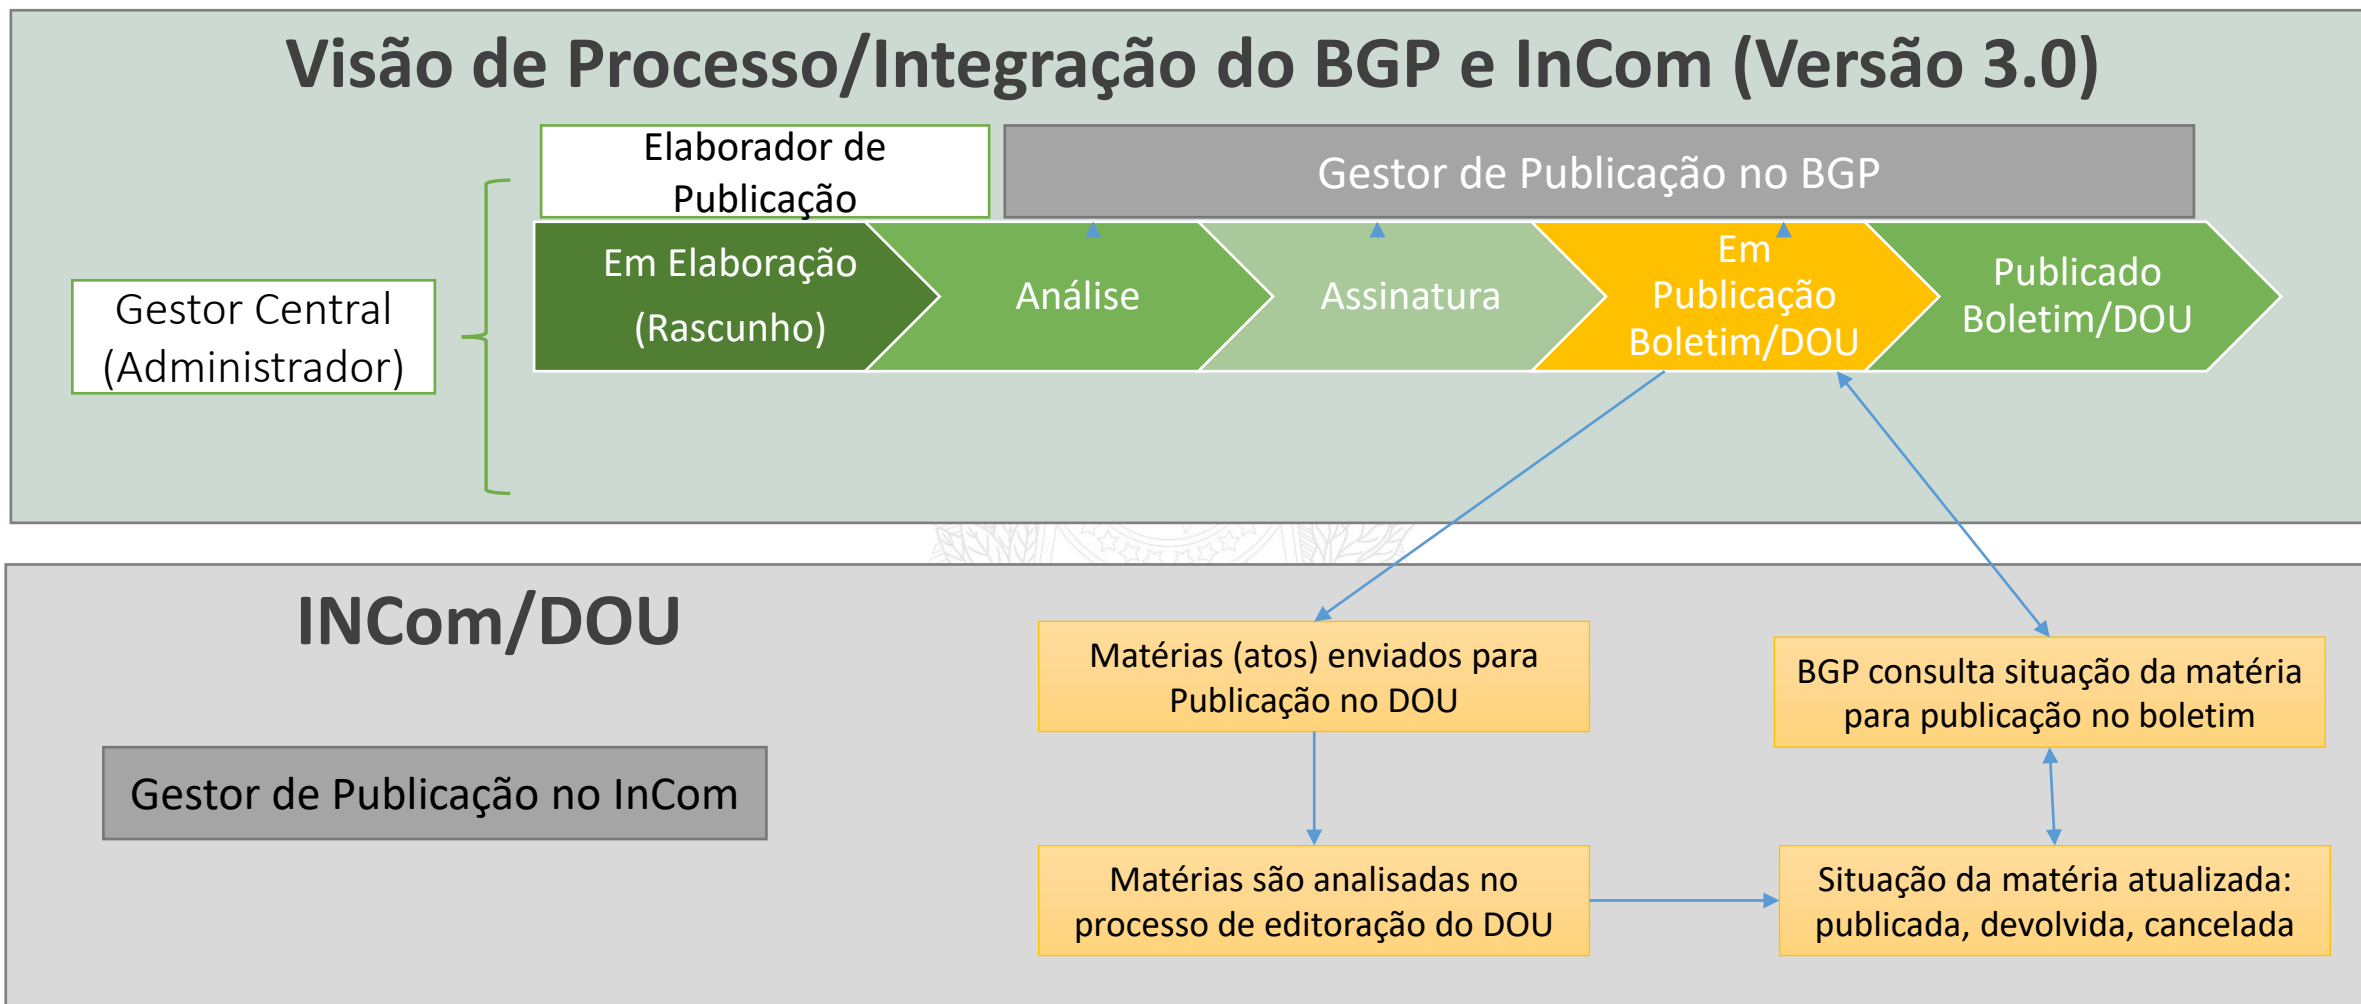 Visão de Processo/Integração do BGP e InCom (Versão 3.0)
Elaborador de
Publicação
Gestor de Publicação no BGP
Gestor Central
(Administrador)
Em Elaboração
(Rascunho)
Análise
Assinatura
Em
Publicação
Boletim/DOU
Publicado
Boletim/DOU
INCom/DOU
Gestor de Publicação no InCom
Matérias (atos) enviados para
Publicação no DOU
BGP consulta situação da matéria
para publicação no boletim
Matérias são analisadas no
processo de editoração do DOU
Situação da matéria atualizada:
publicada, devolvida, cancelada